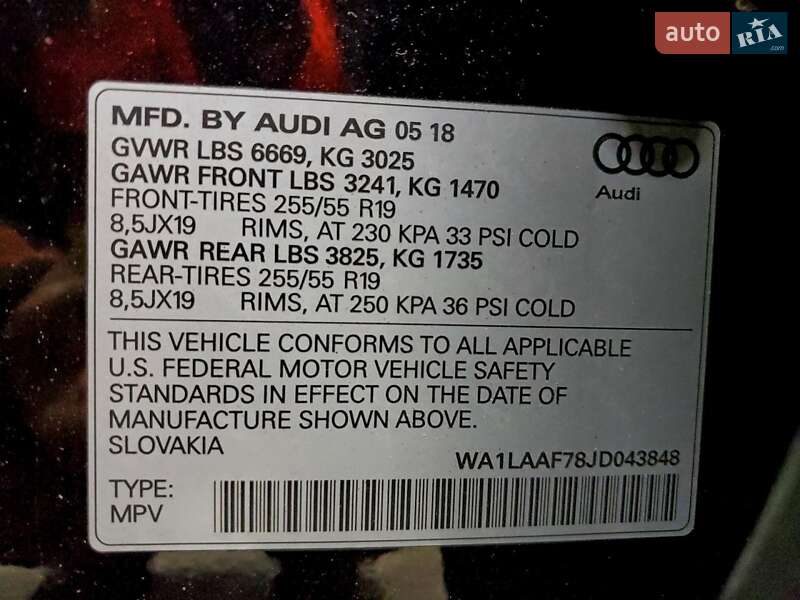 auto RIA
.com
MFD. BY AUDI AG 05 18
GVWR LBS 6669, KG 3025
GAWR FRONT LBS 3241, KG 1470
FRONT-TIRES 255/55 R19
8,5JX19 RIMS, AT 230 KPA 33 PSI COLD
GAWR REAR LBS 3825, KG 1735
REAR-TIRES 255/55 R19
8,5JX19 RIMS, AT 250 KPA 36 PSI COLD
Audi
THIS VEHICLE CONFORMS TO ALL APPLICABLE
U.S. FEDERAL MOTOR VEHICLE SAFETY
STANDARDS IN EFFECT ON THE DATE OF
MANUFACTURE SHOWN ABOVE.
SLOVAKIA
WA1LAAF78JD043848
TYPE:
MPV